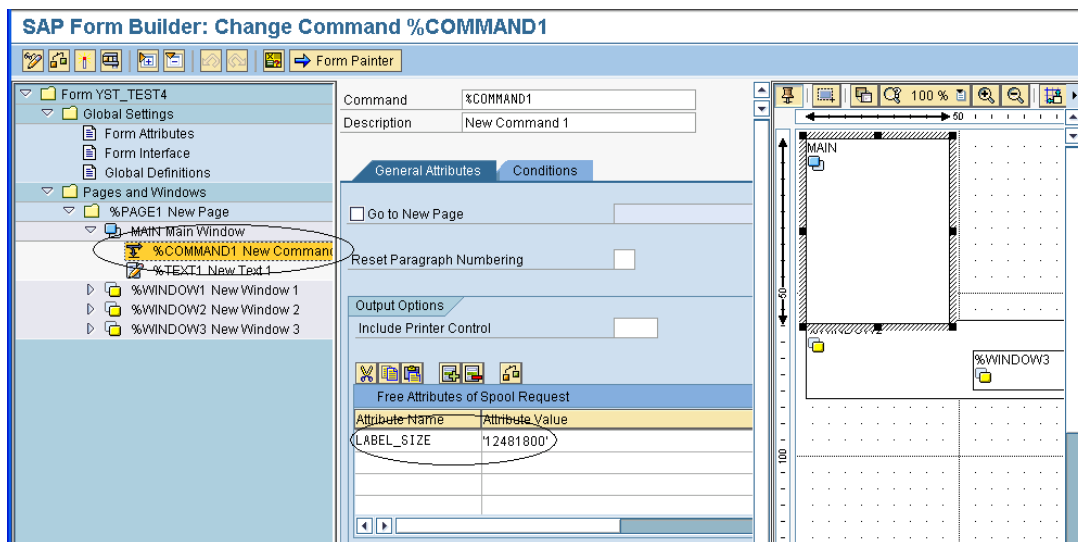 SAP Form Builder: Change Command %COMMAND1
Form Painter
Form YST_TEST4
Global Settings
Form Attributes
Form Interface
Global Definitions
Pages and Windows
%PAGE1 New Page
MAIN Main Window
%COMMAND1 New Command
%TEXT1 New Text 1
%WINDOW1 New Window 1
%WINDOW2 New Window 2
%WINDOW3 New Window 3
Command %COMMAND1
Description New Command 1
General Attributes Conditions
Go to New Page
Reset Paragraph Numbering
Output Options
Include Printer Control
Free Attributes of Spool Request
Attribute Name Attribute Value
LABEL_SIZE '12481800'
100 %
50
MAIN
50
%WINDOW2
%WINDOW3
100